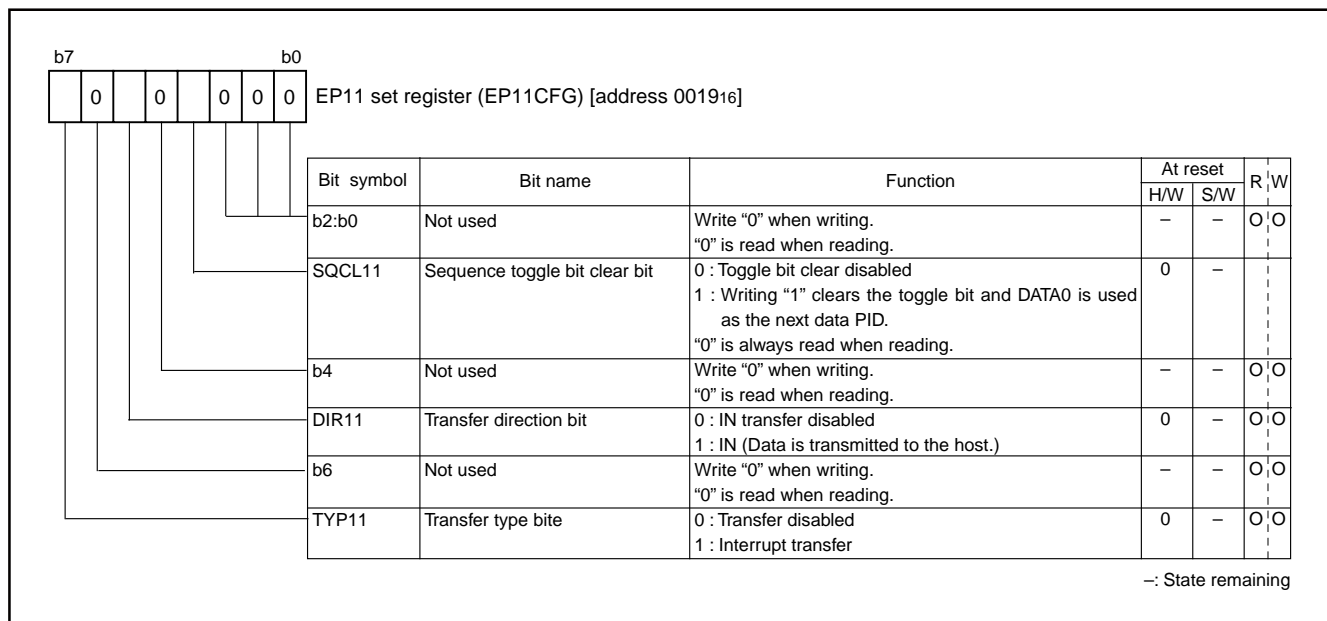 b7 b0
0 0 0 0 0 EP11 set register (EP11CFG) [address 001916]
Bit symbol Bit name Function At reset R W
H/W S/W
b2:b0 Not used Write “0” when writing. – – O O
“0” is read when reading.
SQCL11 Sequence toggle bit clear bit 0 : Toggle bit clear disabled 0 –
1 : Writing “1” clears the toggle bit and DATA0 is used
as the next data PID.
“0” is always read when reading.
b4 Not used Write “0” when writing. – – O O
“0” is read when reading.
DIR11 Transfer direction bit 0 : IN transfer disabled 0 – O O
1 : IN (Data is transmitted to the host.)
b6 Not used Write “0” when writing. – – O O
“0” is read when reading.
TYP11 Transfer type bite 0 : Transfer disabled 0 – O O
1 : Interrupt transfer
–: State remaining